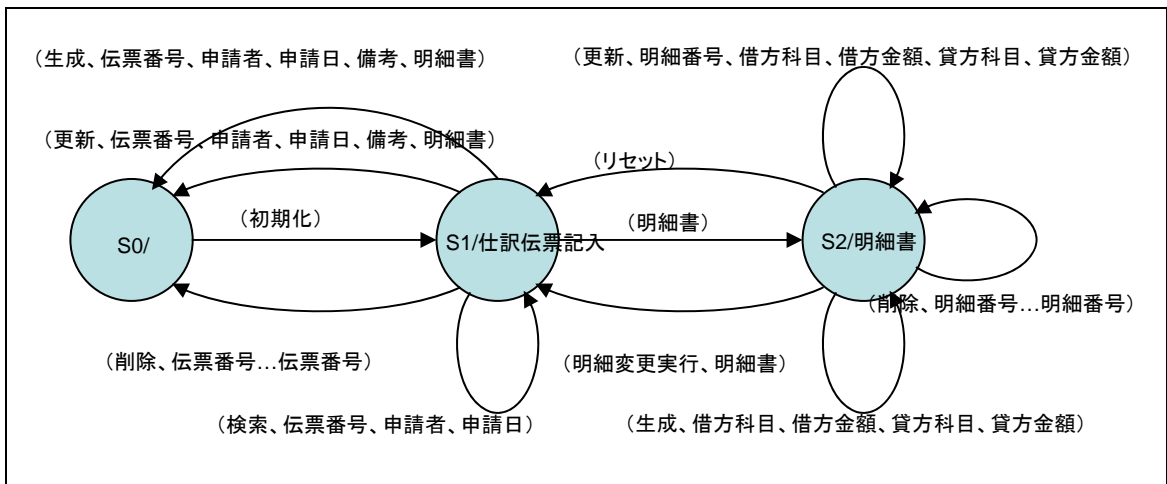 （生成、伝票番号、申請者、申請日、備考、明細書）
（更新、明細番号、借方科目、借方金額、貸方科目、貸方金額）
（更新、伝票番号、申請者、申請日、備考、明細書）
（リセット）
（初期化）
（明細書）
S0/
S1/仕訳伝票記入
S2/明細書
（削除、明細番号…明細番号）
（削除、伝票番号…伝票番号）
（明細変更実行、明細書）
（検索、伝票番号、申請者、申請日）
（生成、借方科目、借方金額、貸方科目、貸方金額）